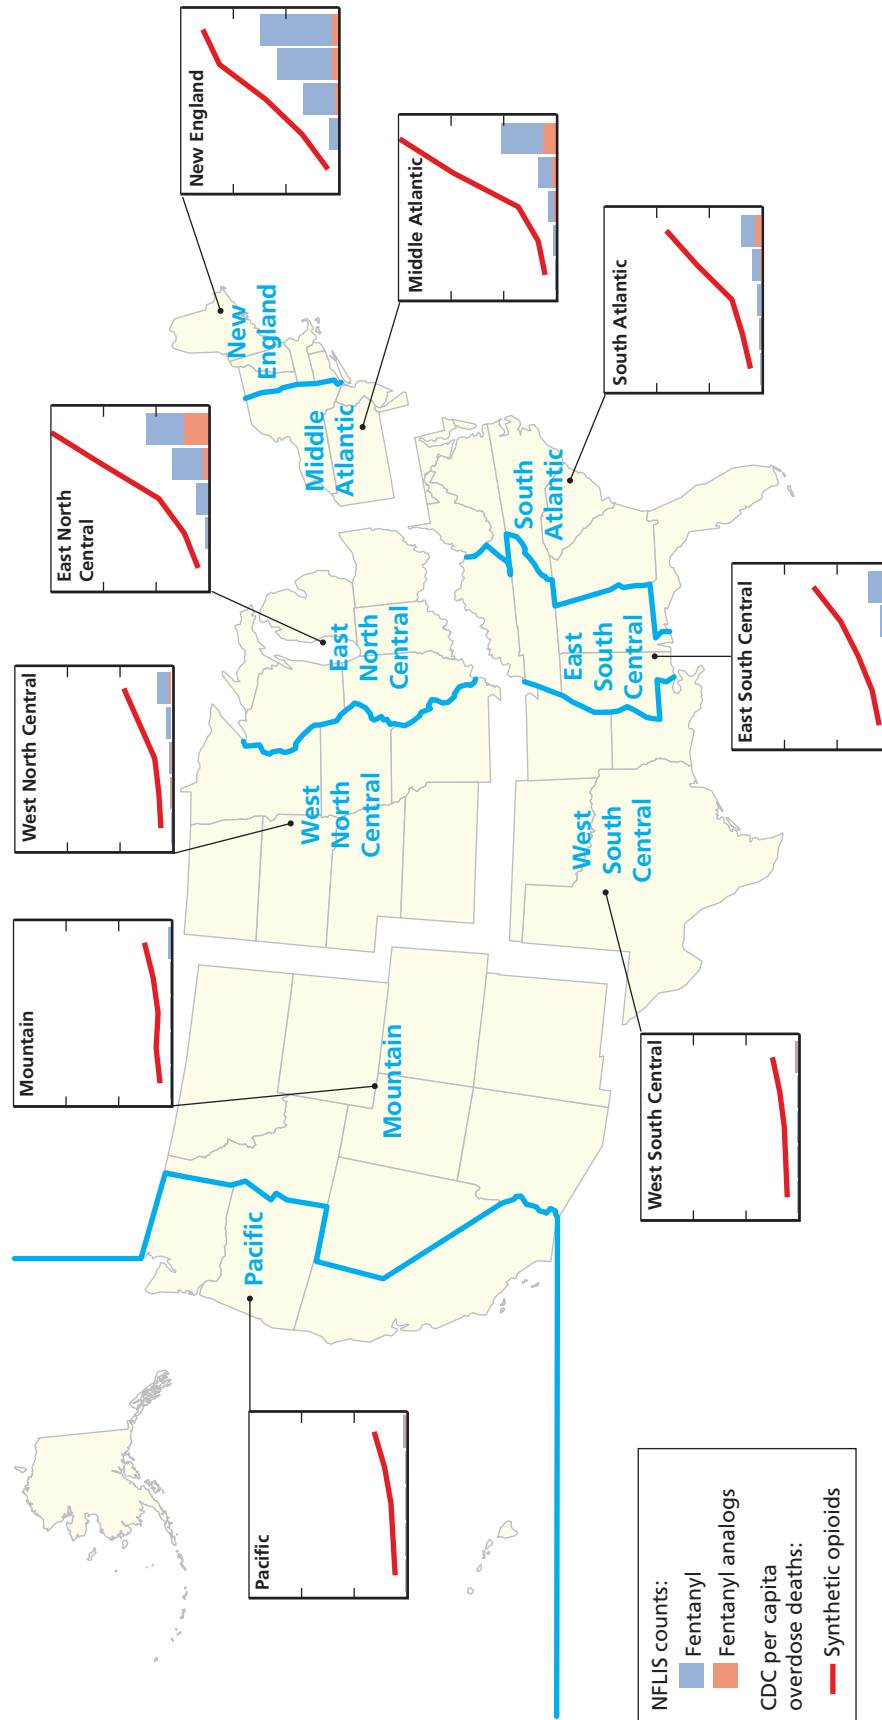 New England
Middle Atlantic
South Atlantic
East North
Central
East South Central
West North Central
Mountain
West South Central
Pacific
New
England
Middle
Atlantic
South
Atlantic
East
North
Central
East
South
Central
West
North
Central
West
South
Central
Mountain
Pacific
NFLIS counts:
Fentanyl
Fentanyl analogs
CDC per capita
overdose deaths:
Synthetic opioids